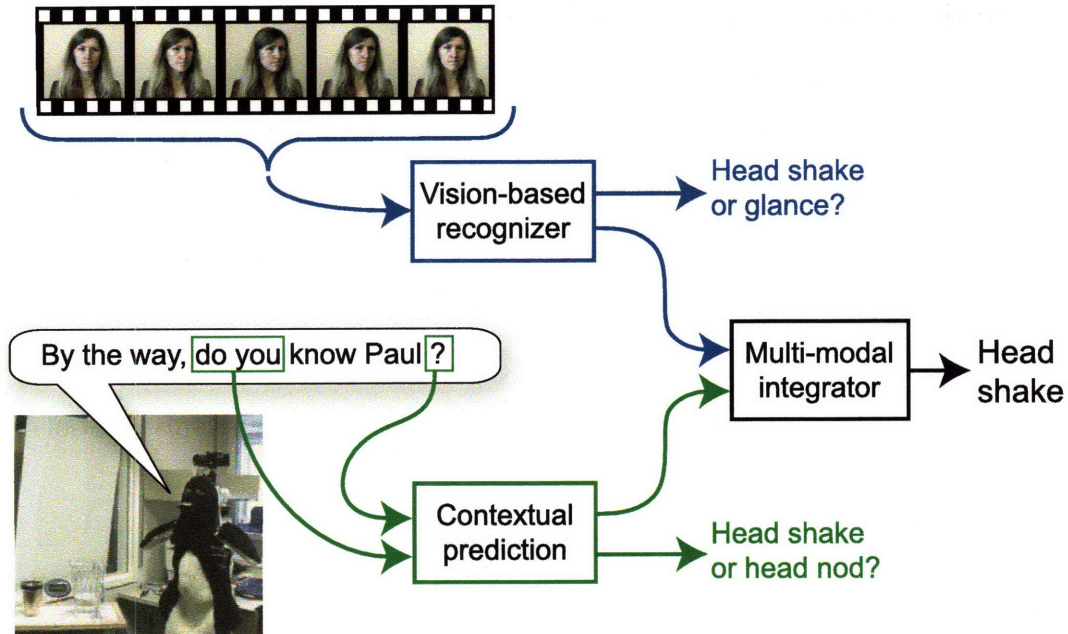 Vision-based
recognizer
Head shake
or glance?
By the way, do you know Paul ?
Multi-modal
integrator
Head
shake
Contextual
prediction
Head shake
or head nod?